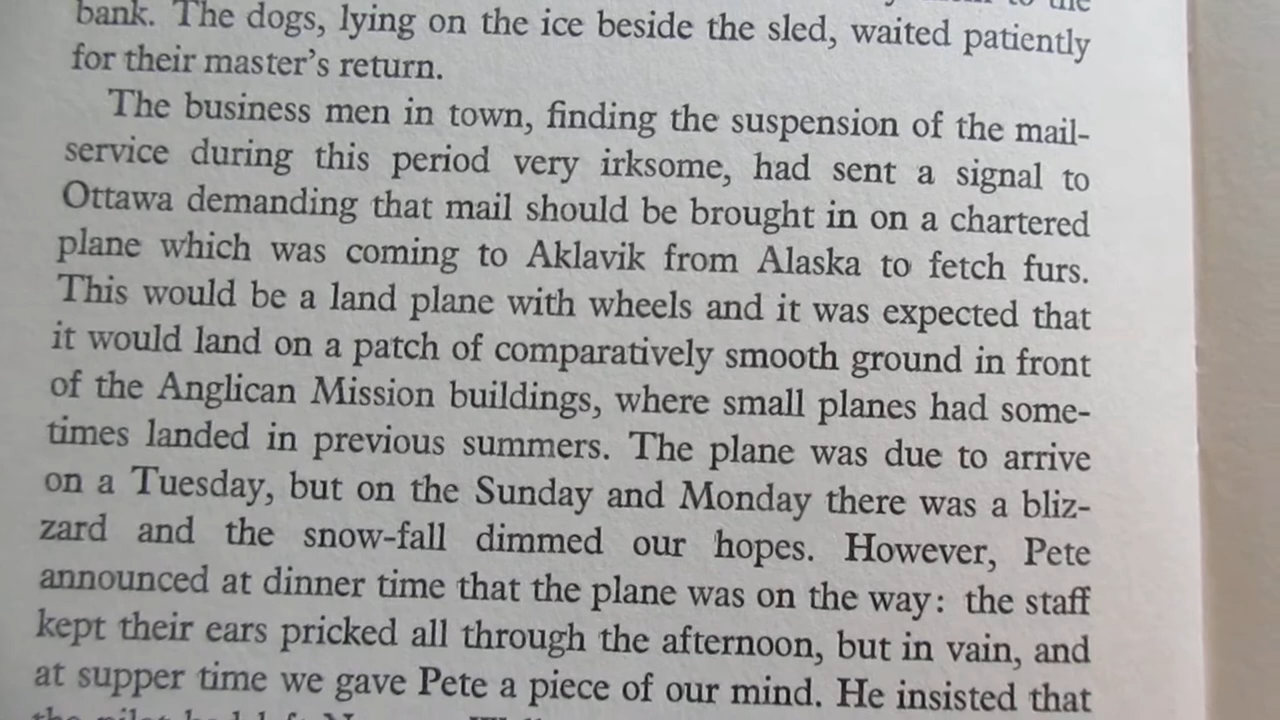 the
bank. The dogs, lying on the ice beside the sled, waited patiently
for their master's return.
The business men in town, finding the suspension of the mail-
service during this period very irksome, had sent a signal to
Ottawa demanding that mail should be brought in on a chartered
plane which was coming to Aklavik from Alaska to fetch furs.
This would be a land plane with wheels and it was expected that
it would land on a patch of comparatively smooth ground in front
of the Anglican Mission buildings, where small planes had some-
times landed in previous summers. The plane was due to arrive
on a Tuesday, but on the Sunday and Monday there was a bliz-
zard and the snow-fall dimmed our hopes. However, Pete
announced at dinner time that the plane was on the way: the staff
kept their ears pricked all through the afternoon, but in vain, and
at supper time we gave Pete a piece of our mind. He insisted that
the pilot had left